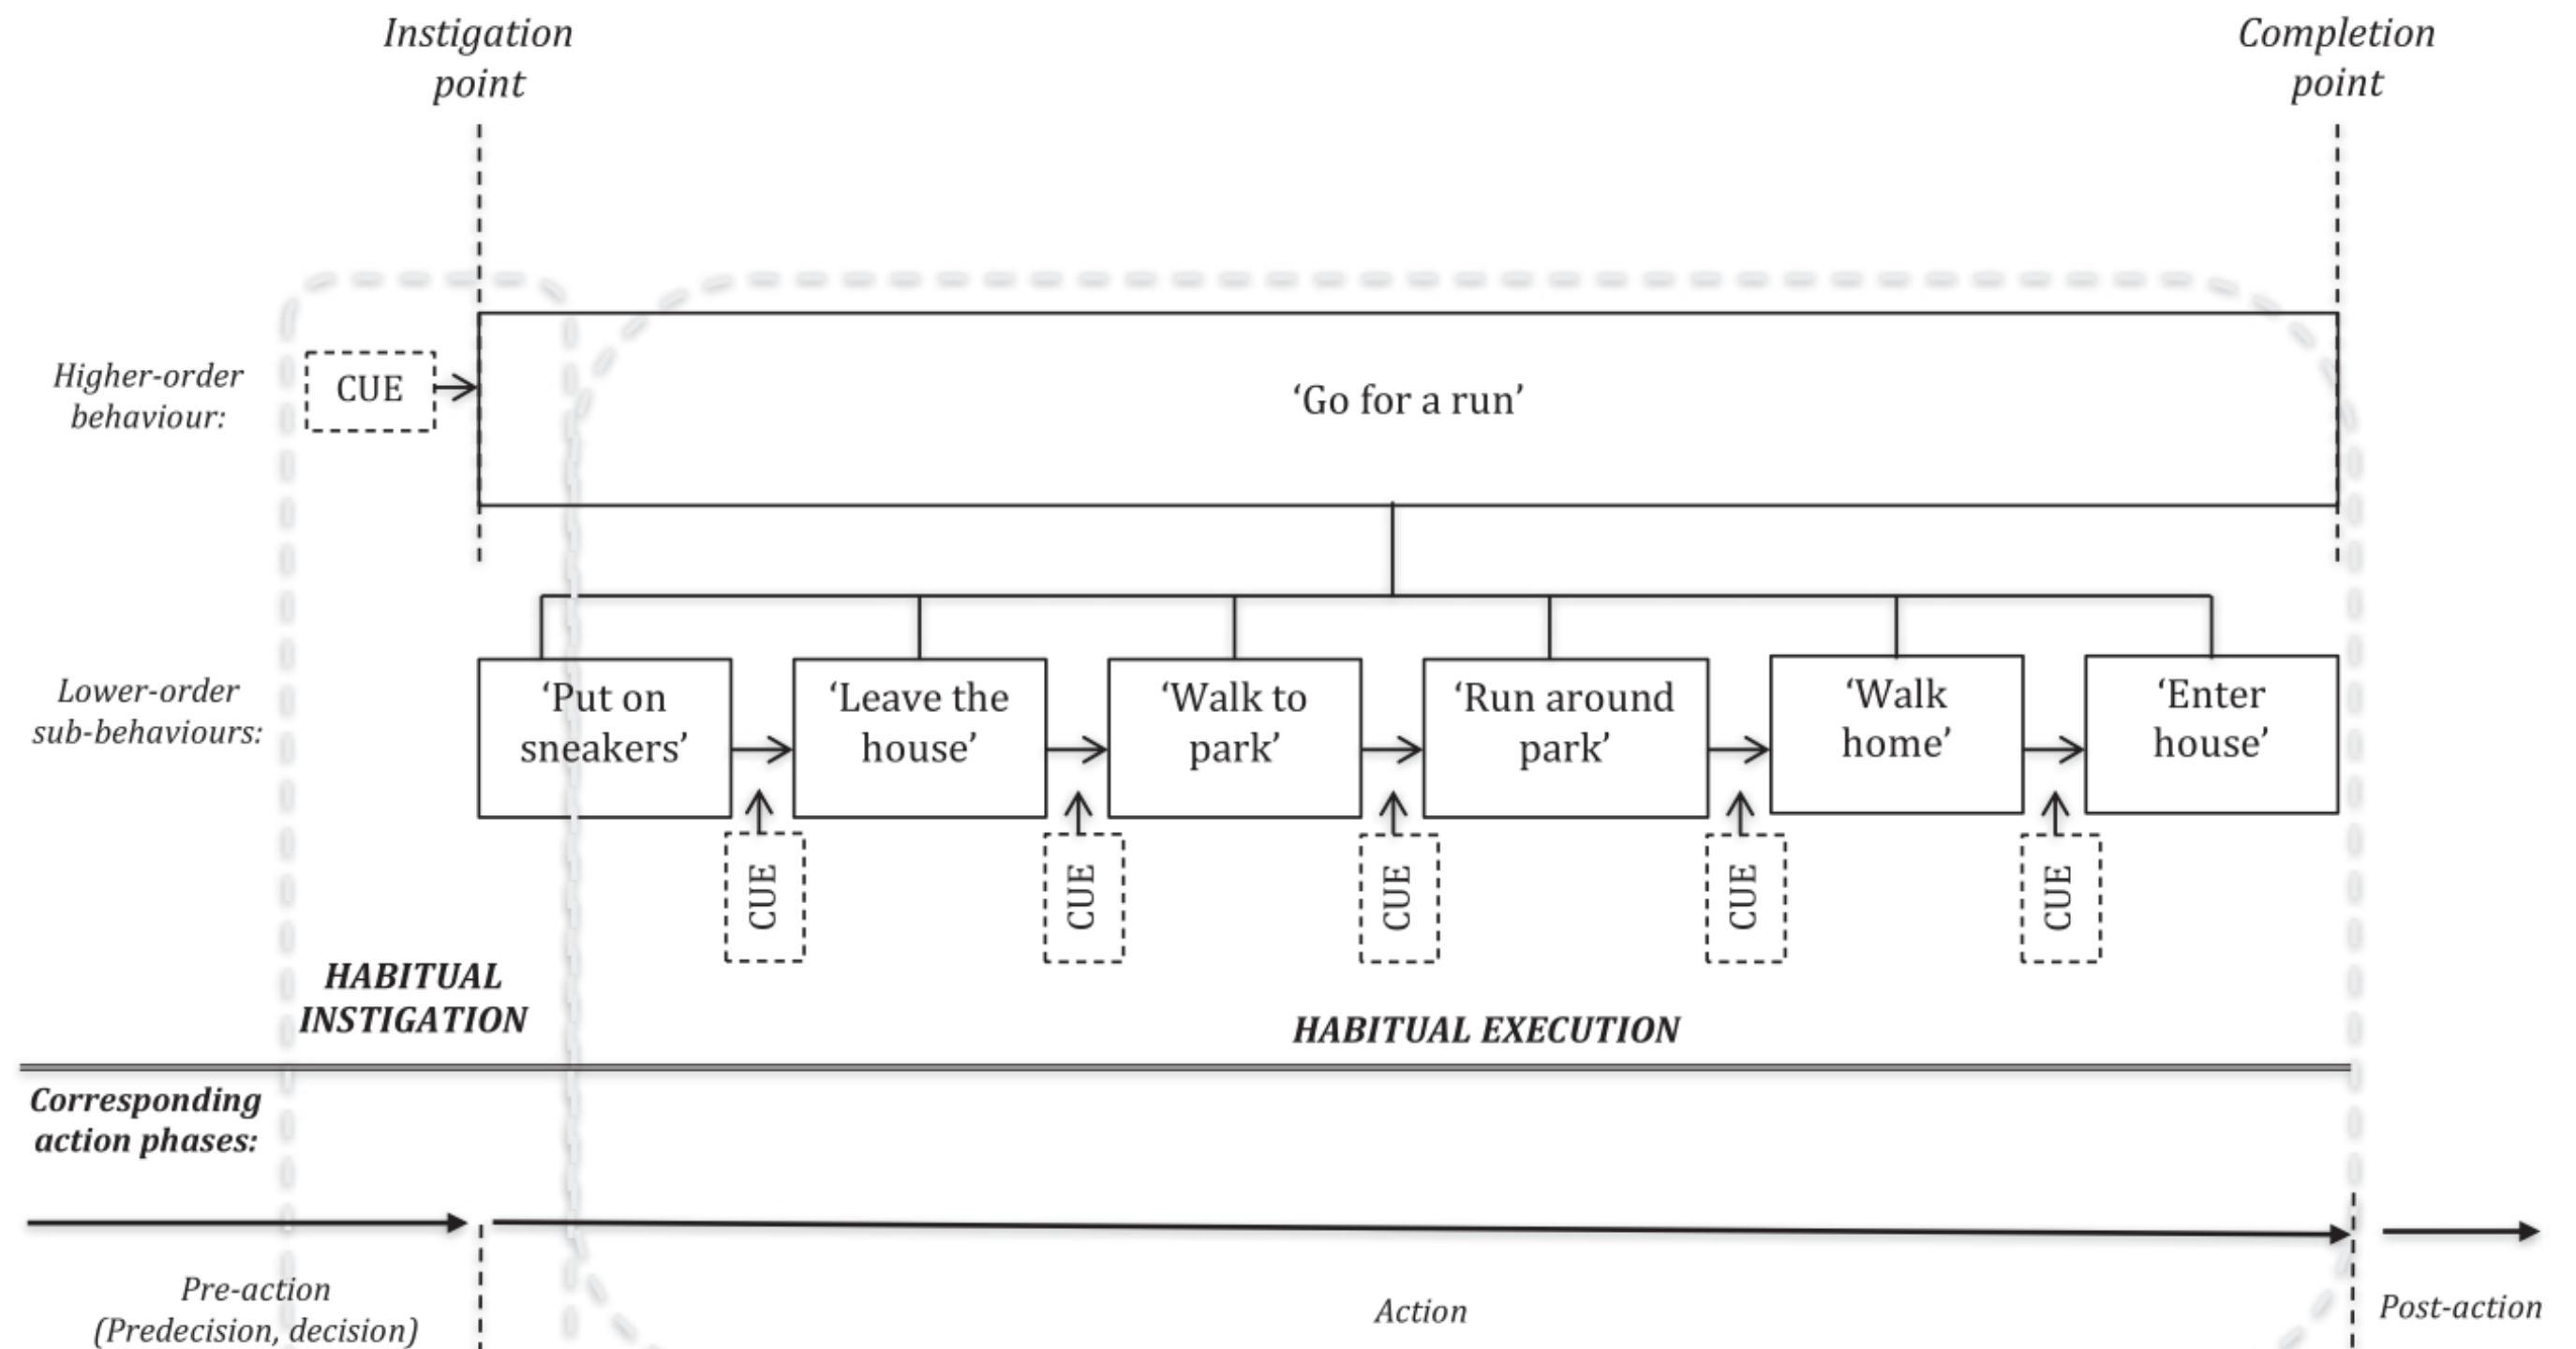 Instigation
point
Completion
point
Higher-order
behaviour:
CUE
‘Go for a run’
Lower-order
sub-behaviours:
‘Put on
sneakers’
‘Leave the
house’
‘Walk to
park’
‘Run around
park’
‘Walk
home’
‘Enter
house’
CUE
CUE
CUE
CUE
CUE
HABITUAL
INSTIGATION
HABITUAL EXECUTION
Corresponding
action phases:
Pre-action
(Predecision, decision)
Action
Post-action